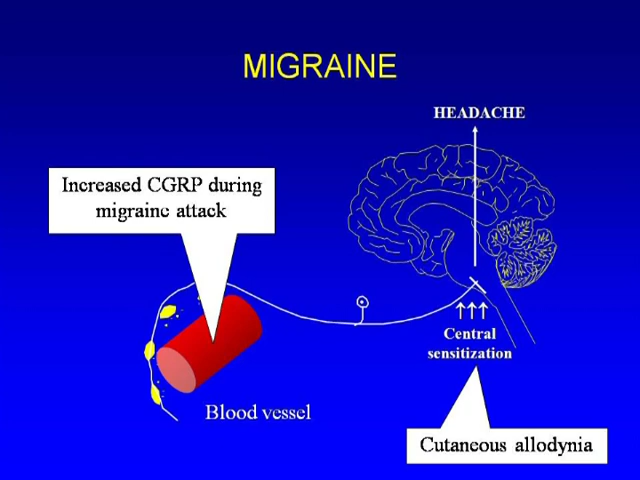 MIGRAINE
HEADACHE
Increased CGRP during
migraine attack
↑↑↑
Central
sensitization
Blood vessel
Cutaneous allodynia